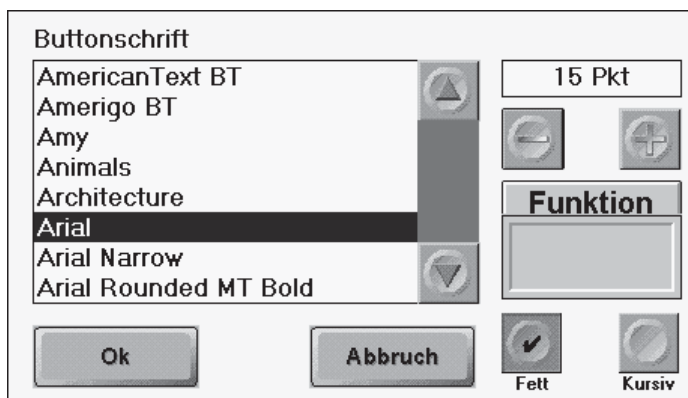 Buttonschrift
AmericanText BT
Amerigo BT
Amy
Animals
Architecture
Arial
Arial Narrow
Arial Rounded MT Bold
15 Pkt
Funktion
Ok
Abbruch
Fett
Kursiv